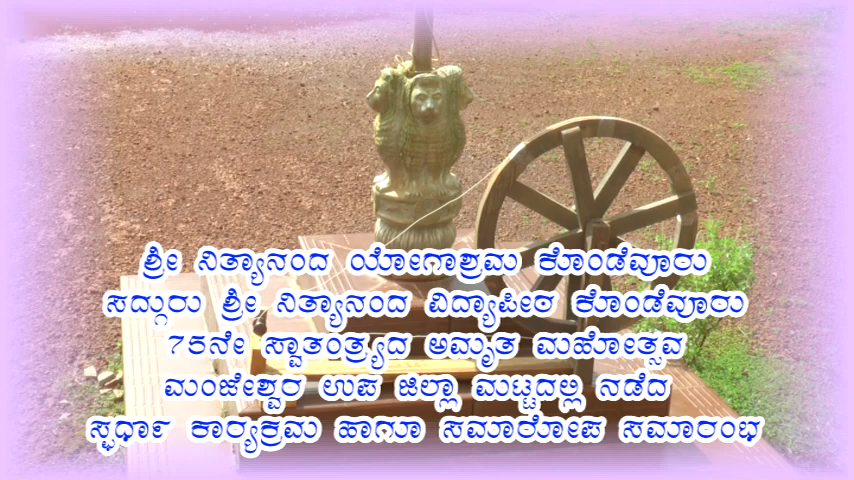 ಶ್ರೀ ನಿತ್ಯಾನಂದ ಯೋಗಾಶ್ರಮ ಕೊಂಡೆವೂರು
ಸದ್ಗುರು ಶ್ರೀ ನಿತ್ಯಾನಂದ ವಿದ್ಯಾಪೀಠ ಕೊಂಡೆವೂರು
75ನೇ ಸ್ವಾತಂತ್ರ್ಯದ ಅಮೃತ ಮಹೋತ್ಸವ
ಮಂಜೇಶ್ವರ ಉಪ ಜಿಲ್ಲಾ ಮಟ್ಟದಲ್ಲಿ ನಡೆದ
ಸ್ಪರ್ಧಾ ಕಾರ್ಯಕ್ರಮ ಹಾಗೂ ಸಮಾರೋಪ ಸಮಾರಂಭ